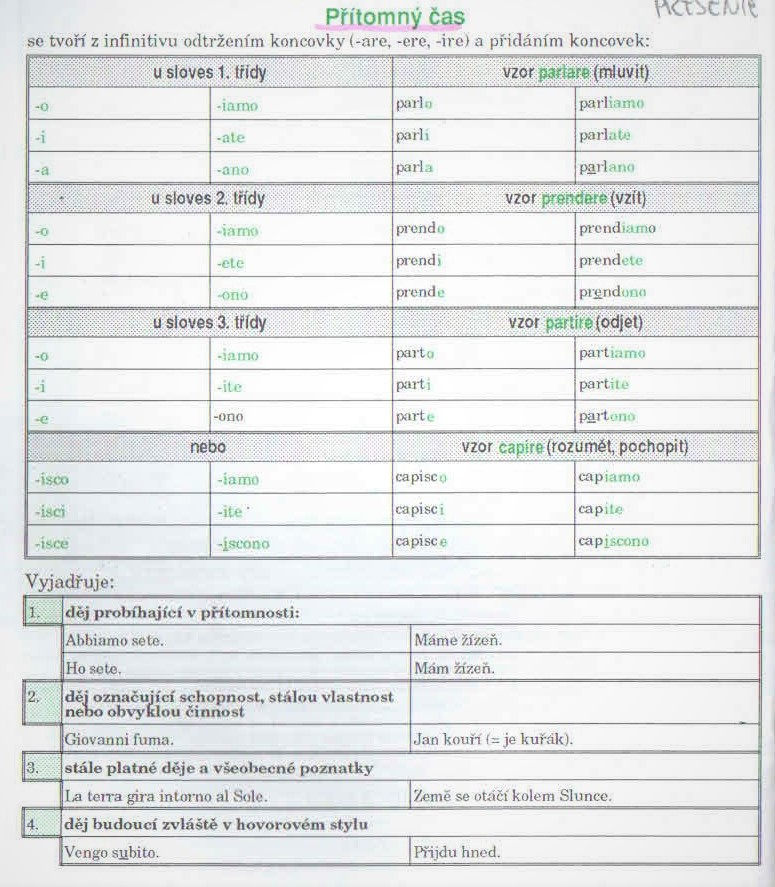 PRESENTE
Přítomný čas
se tvoří z infinitivu odtržením koncovky (-are, -ere, -ire) a přidáním koncovek:
u sloves 1. třídy vzor parlare (mluvit)
-o -iamo parlo parliamo
-i -ate parli parlate
-a -ano parla parlano
u sloves 2. třídy vzor prendere (vzít)
-o -iamo prendo prendiamo
-i -ete prendi prendete
-e -ono prende prendono
u sloves 3. třídy vzor partire (odjet)
-o -iamo parto partiamo
-i -ite parti partite
-e -ono parte partono
nebo vzor capire (rozumět, pochopit)
-isco -iamo capisco capiamo
-isci -ite capisci capite
-isce -iscono capisce capiscono
Vyjadřuje:
1. děj probíhající v přítomnosti:
Abbiamo sete. Máme žízeň.
Ho sete. Mám žízeň.
2. děj označující schopnost, stálou vlastnost
nebo obvyklou činnost
Giovanni fuma. Jan kouří (= je kuřák).
3. stále platné děje a všeobecné poznatky
La terra gira intorno al Sole. Země se otáčí kolem Slunce.
4. děj budoucí zvláště v hovorovém stylu
Vengo subito. Přijdu hned.